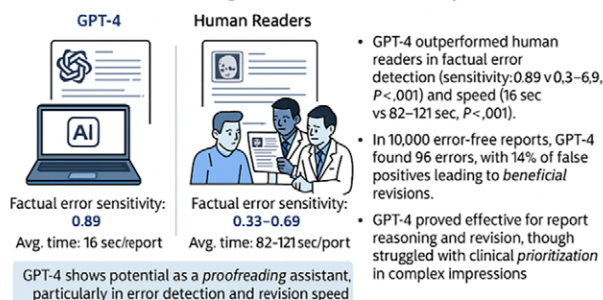 GPT-4
Human Readers
AI
Factual error sensitivity:
0.89
Avg. time: 16 sec/report
Factual error sensitivity:
0.33–0.69
Avg. time: 82-121 sec/port
GPT-4 shows potential as a proofreading assistant,
particularly in error detection and revision speed
• GPT-4 outperformed human
readers in factual error
detection (sensitivity:0.89 v 0,3–6,9,
P<,001) and speed (16 sec
vs 82–121 sec, P<,001).
• In 10,000 error-free reports, GPT-4
found 96 errors, with 14% of false
positives leading to beneficial
revisions.
• GPT-4 proved effective for report
reasoning and revision, though
struggled with clinical prioritization
in complex impressions